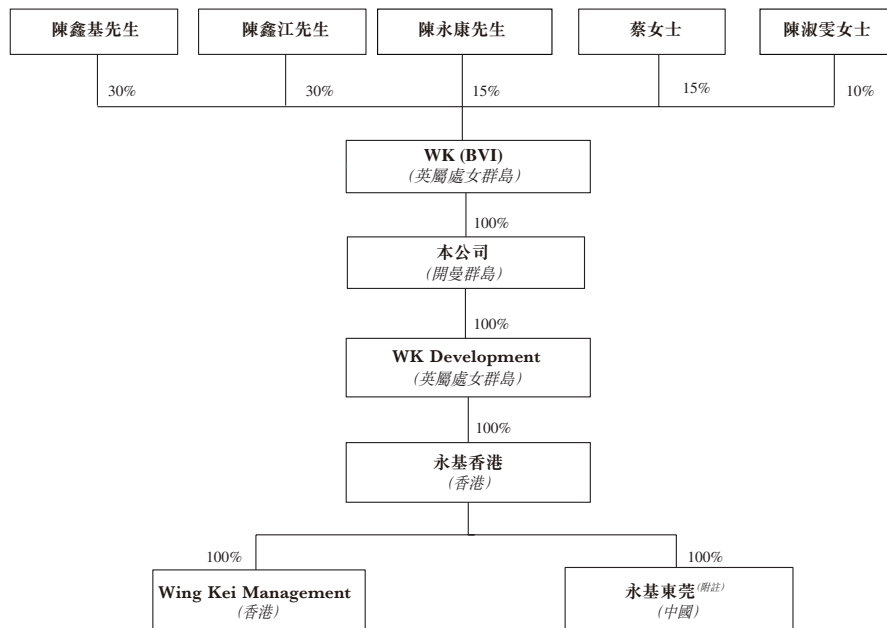 陳鑫基先生
陳鑫江先生
陳永康先生
蔡女士
陳淑雯女士
30%
30%
15%
15%
10%
WK (BVI)
(英屬處女群島)
100%
本公司
(開曼群島)
100%
WK Development
(英屬處女群島)
100%
永基香港
(香港)
100%
100%
Wing Kei Management
(香港)
永基東莞(附註)
(中國)